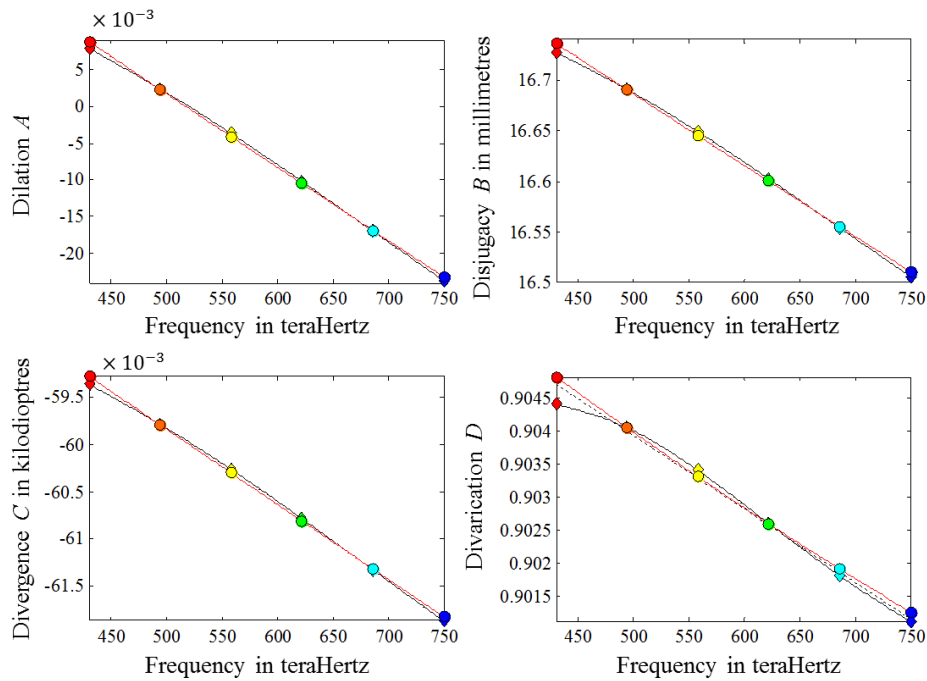 × 10⁻³
5
0
-5
-10
-15
-20
Dilation A
450 500 550 600 650 700 750
Frequency in teraHertz
16.7
16.65
16.6
16.55
16.5
Disjugacy B in millimetres
450 500 550 600 650 700 750
Frequency in teraHertz
× 10⁻³
-59.5
-60
-60.5
-61
-61.5
Divergence C in kilodioptres
450 500 550 600 650 700 750
Frequency in teraHertz
0.9045
0.904
0.9035
0.903
0.9025
0.902
0.9015
Divarication D
450 500 550 600 650 700 750
Frequency in teraHertz